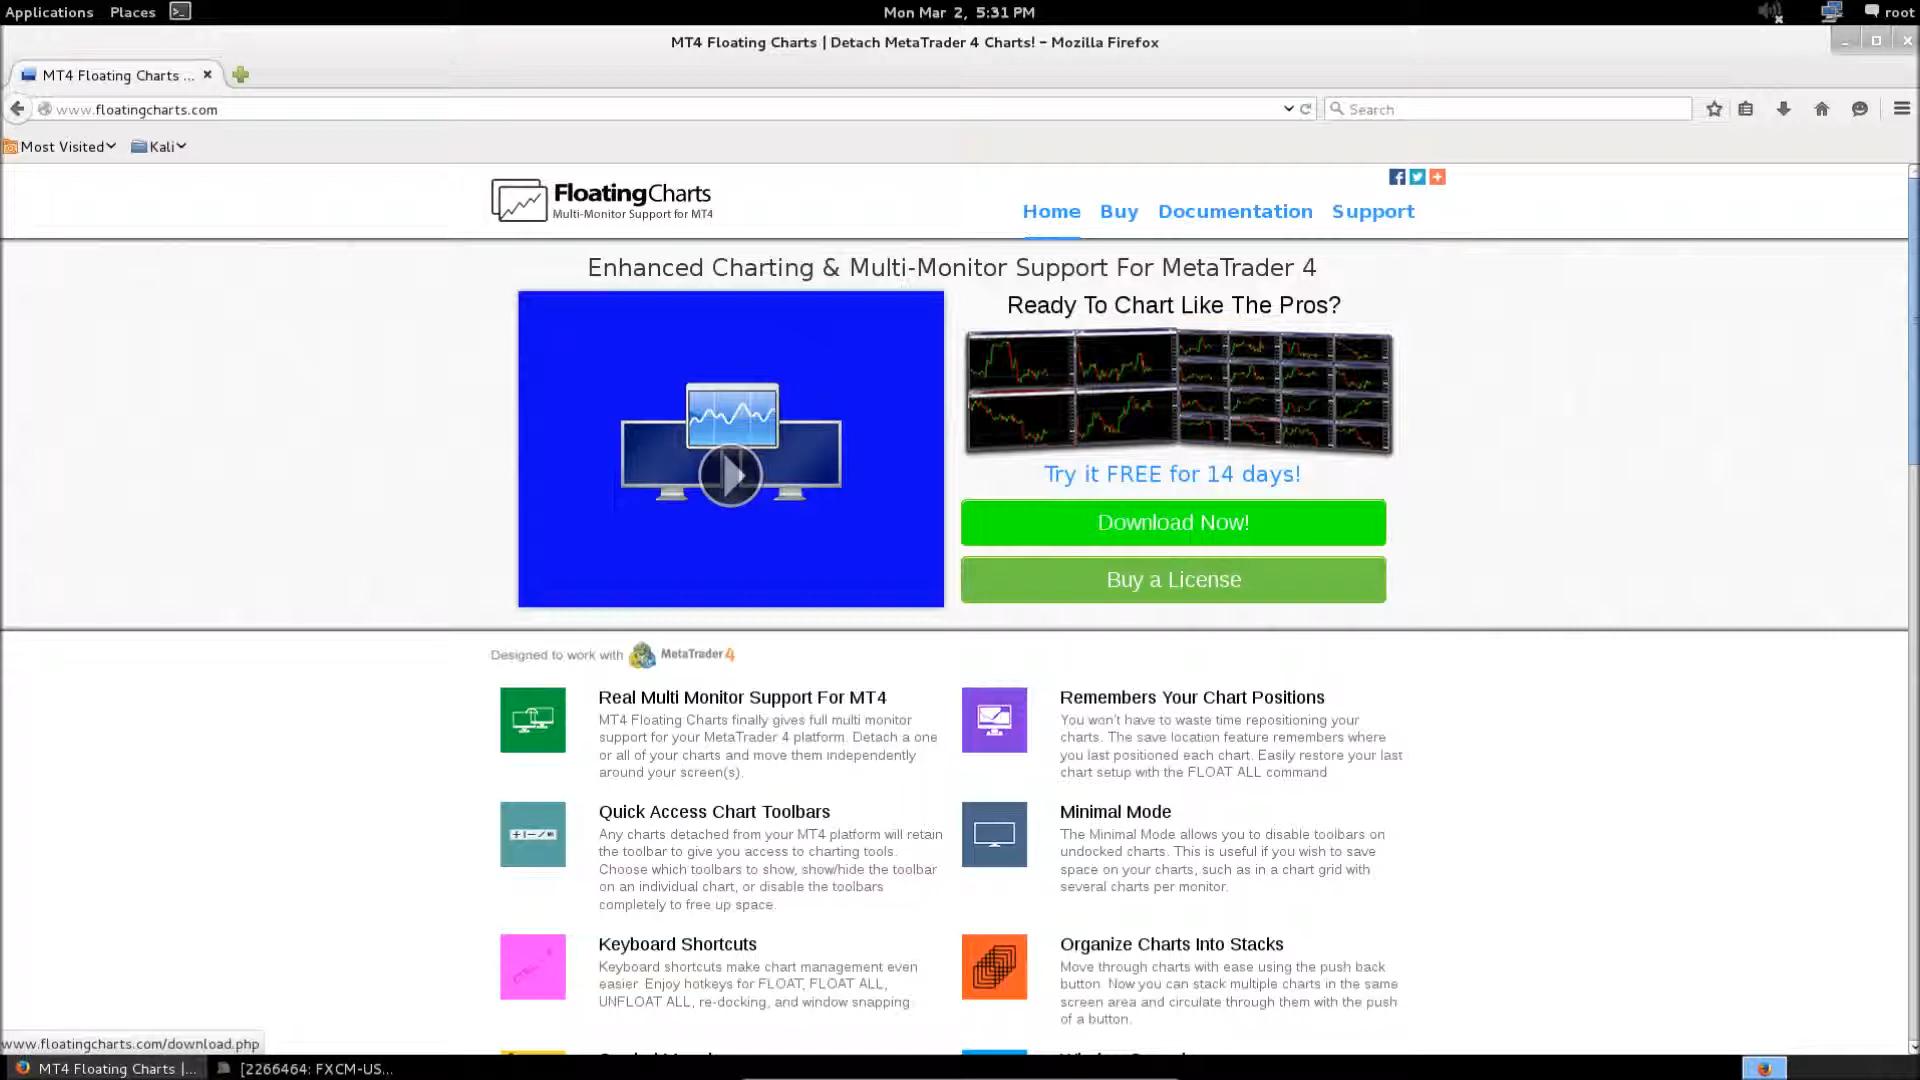 Applications Places
Mon Mar 2, 5:31 PM
root
MT4 Floating Charts | Detach MetaTrader 4 Charts! - Mozilla Firefox
MT4 Floating Charts ...
www.floatingcharts.com
Search
Most Visited
Kali
FloatingCharts
Multi-Monitor Support for MT4
Home Buy Documentation Support
Enhanced Charting & Multi-Monitor Support For MetaTrader 4
Ready To Chart Like The Pros?
Try it FREE for 14 days!
Download Now!
Buy a License
Designed to work with MetaTrader 4
Real Multi Monitor Support For MT4
MT4 Floating Charts finally gives full multi monitor
support for your MetaTrader 4 platform. Detach a one
or all of your charts and move them independently
around your screen(s).
Remembers Your Chart Positions
You won't have to waste time repositioning your
charts. The save location feature remembers where
you last positioned each chart. Easily restore your last
chart setup with the FLOAT ALL command
Quick Access Chart Toolbars
Any charts detached from your MT4 platform will retain
the toolbar to give you access to charting tools.
Choose which toolbars to show, show/hide the toolbar
on an individual chart, or disable the toolbars
completely to free up space.
Minimal Mode
The Minimal Mode allows you to disable toolbars on
undocked charts. This is useful if you wish to save
space on your charts, such as in a chart grid with
several charts per monitor.
Keyboard Shortcuts
Keyboard shortcuts make chart management even
easier. Enjoy hotkeys for FLOAT, FLOAT ALL,
UNFLOAT ALL, re-docking, and window snapping
Organize Charts Into Stacks
Move through charts with ease using the push back
button. Now you can stack multiple charts in the same
screen area and circulate through them with the push
of a button.
www.floatingcharts.com/download.php
MT4 Floating Charts |...
[2266464: FXCM-US...